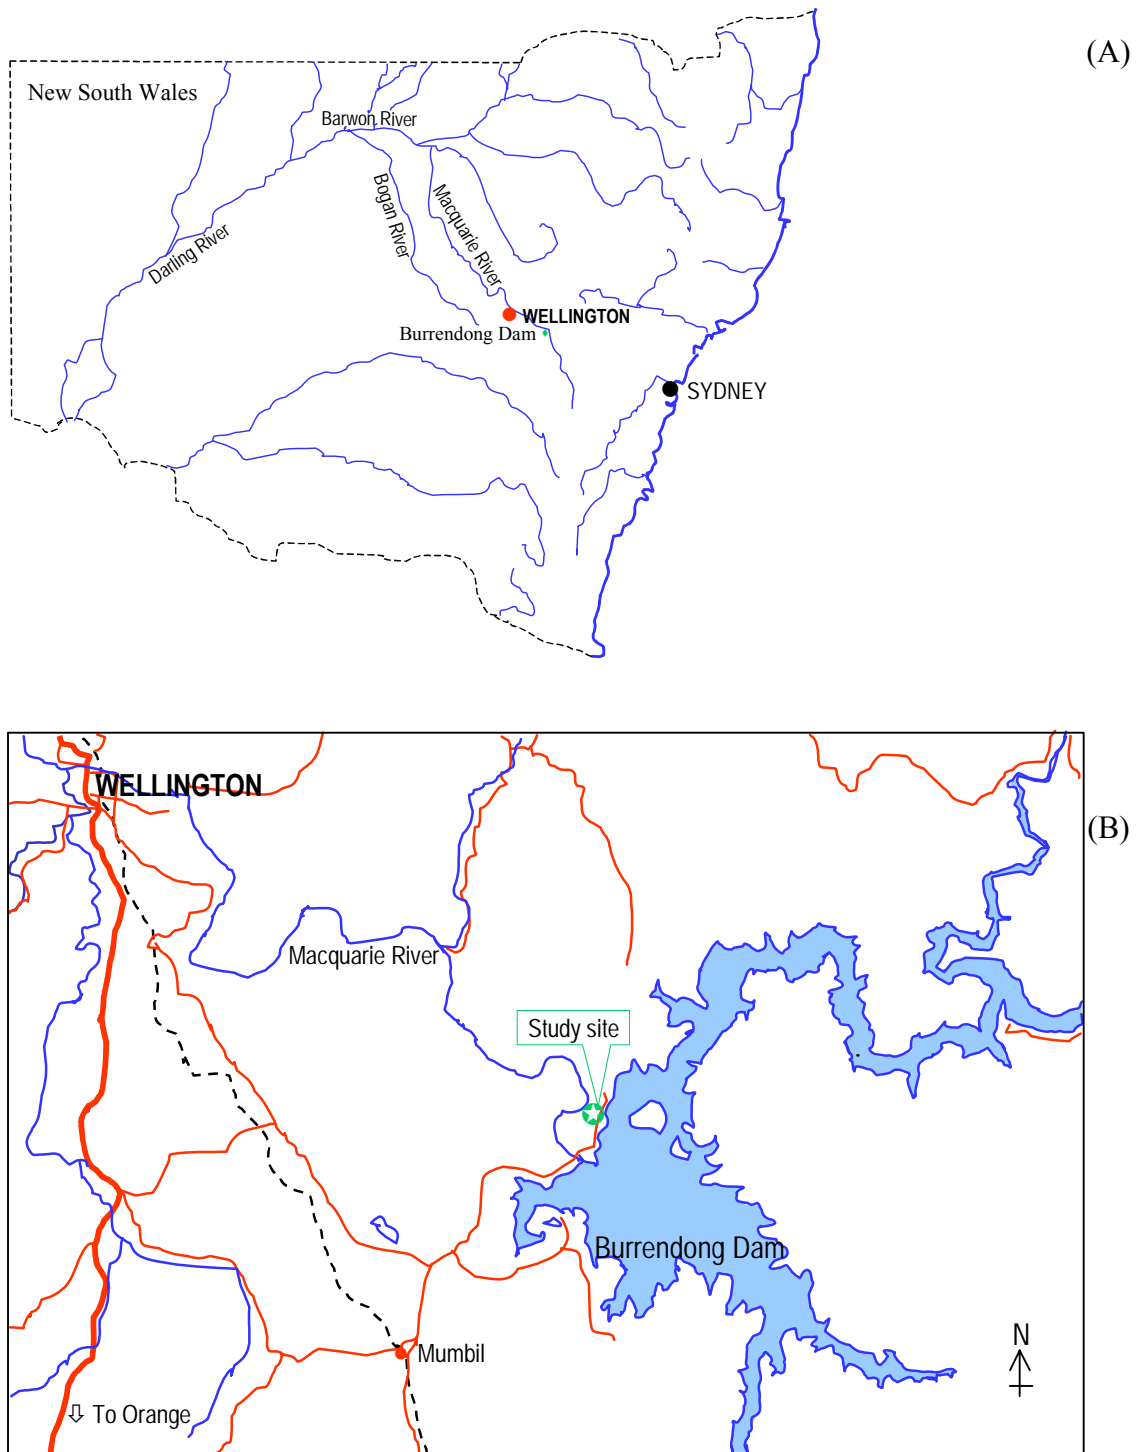 (A)
New South Wales
Barwon River
Bogan River
Macquarie River
Darling River
WELLINGTON
Burrendong Dam
SYDNEY
(B)
WELLINGTON
Macquarie River
Study site
Burrendong Dam
Mumbil
N
To Orange